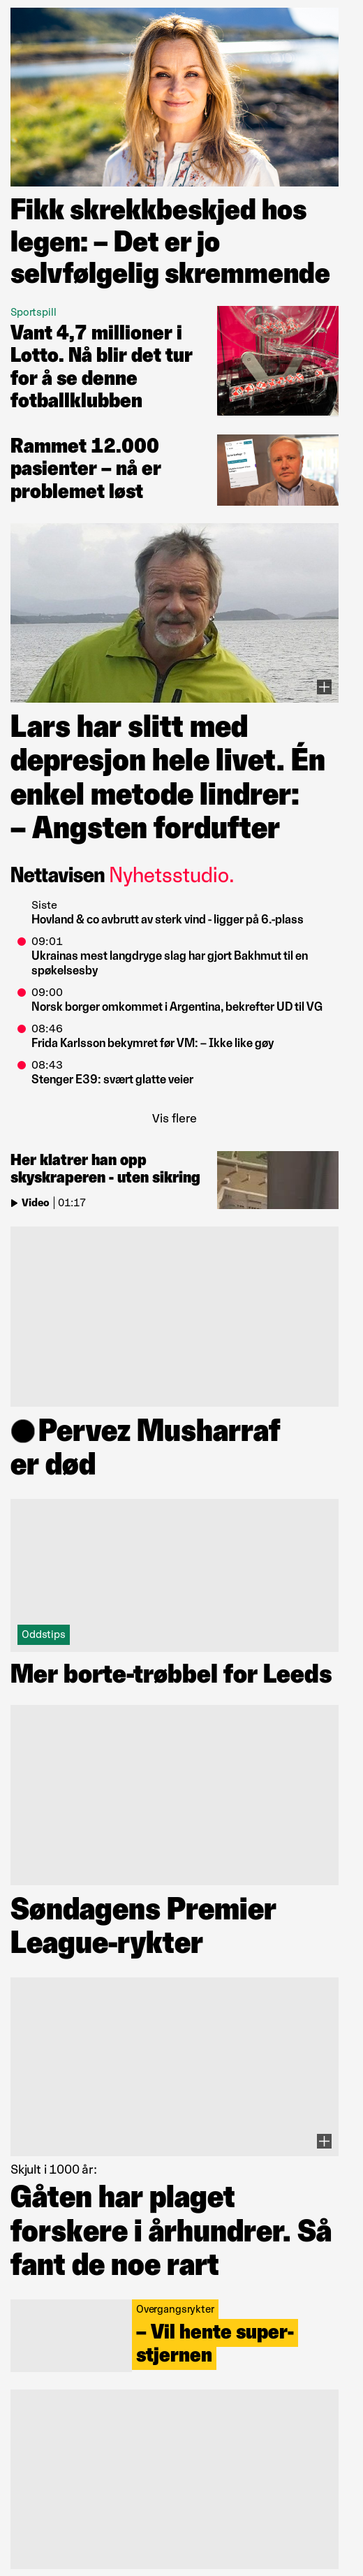 Fikk skrekkbeskjed hos
legen: – Det er jo
selvfølgelig skremmende
Sportspill
Vant 4,7 millioner i
Lotto. Nå blir det tur
for å se denne
fotballklubben
Rammet 12.000
pasienter – nå er
problemet løst
Lars har slitt med
depresjon hele livet. Én
enkel metode lindrer:
– Angsten fordufter
Nettavisen Nyhetsstudio.
Siste
Hovland & co avbrutt av sterk vind - ligger på 6.-plass
09:01
Ukrainas mest langdryge slag har gjort Bakhmut til en
spøkelsesby
09:00
Norsk borger omkommet i Argentina, bekrefter UD til VG
08:46
Frida Karlsson bekymret før VM: – Ikke like gøy
08:43
Stenger E39: svært glatte veier
Vis flere
Her klatrer han opp
skyskraperen - uten sikring
Video | 01:17
Pervez Musharraf
er død
Oddstips
Mer borte-trøbbel for Leeds
Søndagens Premier
League-rykter
Skjult i 1000 år:
Gåten har plaget
forskere i århundrer. Så
fant de noe rart
Overgangsrykter
– Vil hente super-
stjernen